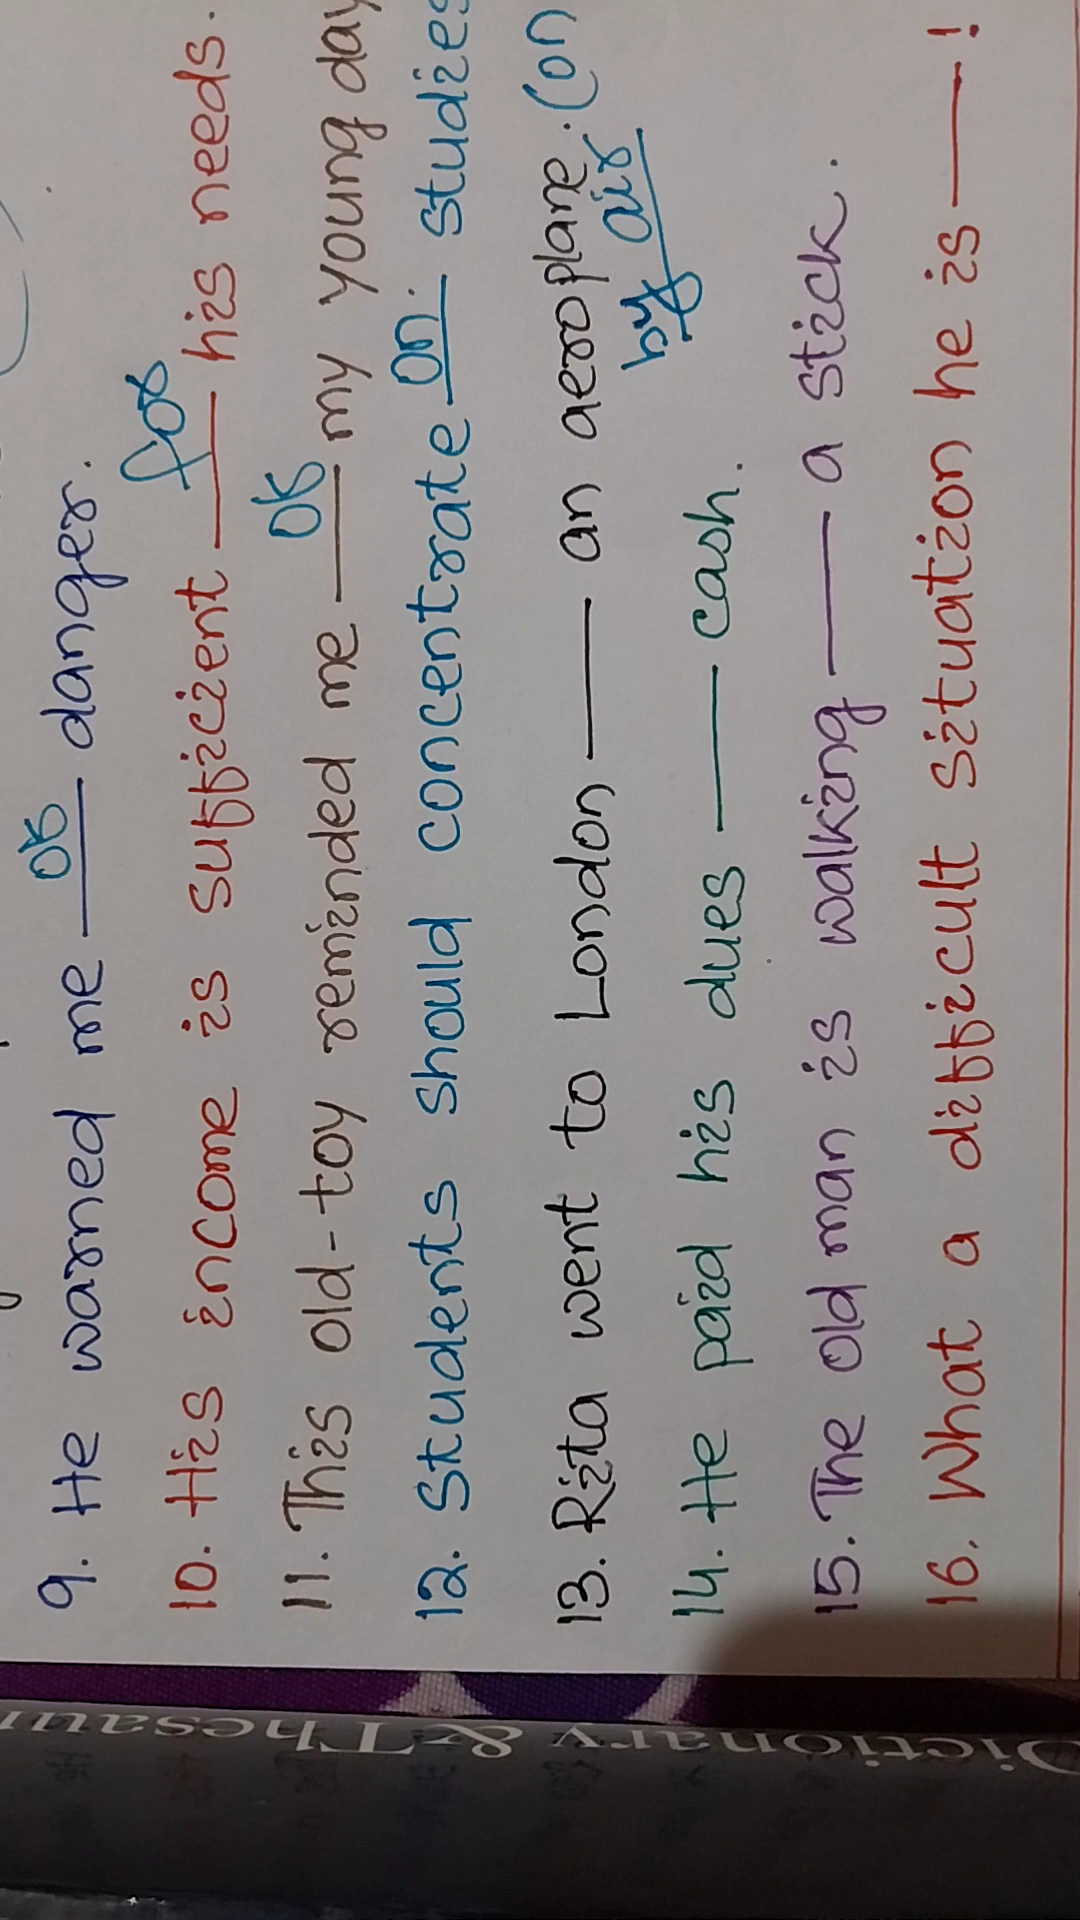 9. He warned me of danger.
10. His income is sufficient for his needs.
11. This old-toy reminded me of my young day
12. Students should concentrate on studies
13. Rita went to London —— an aeroplane. (on
by air
14. He paid his dues —— cash.
15. The old man is walking —— a stick.
16. What a difficult situation he is —— !
Dictionary & Thesaur